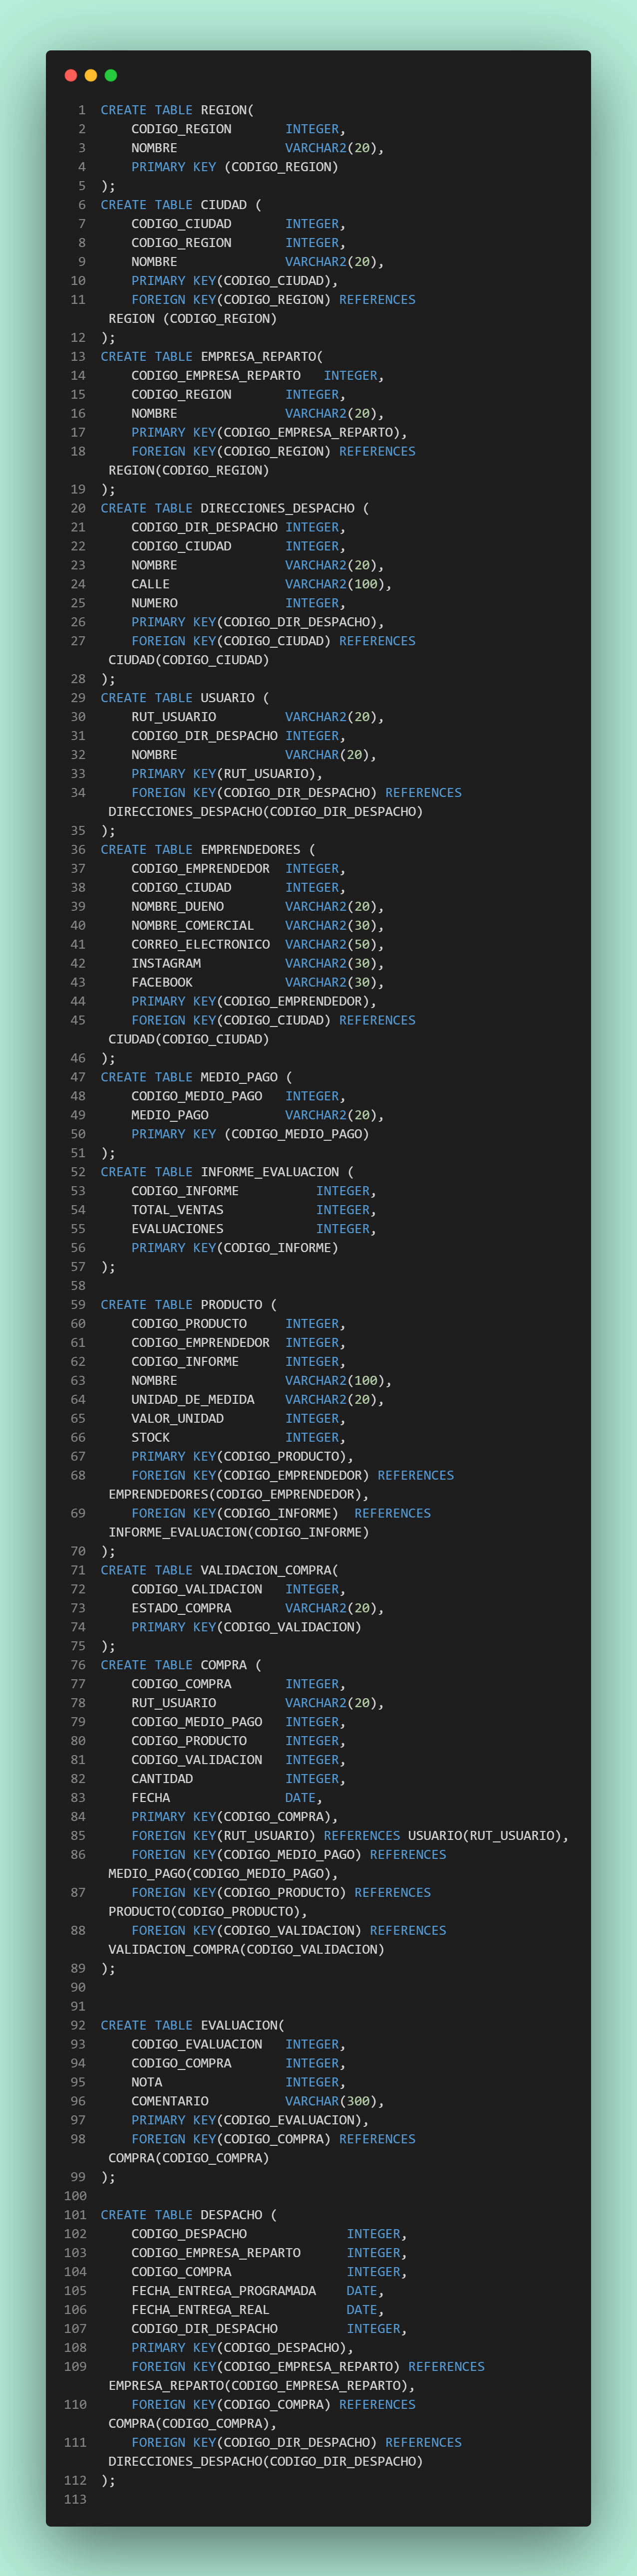 1 CREATE TABLE REGION(
2     CODIGO_REGION       INTEGER,
3     NOMBRE              VARCHAR2(20),
4     PRIMARY KEY (CODIGO_REGION)
5 );
6 CREATE TABLE CIUDAD (
7     CODIGO_CIUDAD       INTEGER,
8     CODIGO_REGION       INTEGER,
9     NOMBRE              VARCHAR2(20),
10     PRIMARY KEY(CODIGO_CIUDAD),
11     FOREIGN KEY(CODIGO_REGION) REFERENCES
REGION (CODIGO_REGION)
12 );
13 CREATE TABLE EMPRESA_REPARTO(
14     CODIGO_EMPRESA_REPARTO   INTEGER,
15     CODIGO_REGION       INTEGER,
16     NOMBRE              VARCHAR2(20),
17     PRIMARY KEY(CODIGO_EMPRESA_REPARTO),
18     FOREIGN KEY(CODIGO_REGION) REFERENCES
REGION(CODIGO_REGION)
19 );
20 CREATE TABLE DIRECCIONES_DESPACHO (
21     CODIGO_DIR_DESPACHO INTEGER,
22     CODIGO_CIUDAD       INTEGER,
23     NOMBRE              VARCHAR2(20),
24     CALLE               VARCHAR2(100),
25     NUMERO              INTEGER,
26     PRIMARY KEY(CODIGO_DIR_DESPACHO),
27     FOREIGN KEY(CODIGO_CIUDAD) REFERENCES
CIUDAD(CODIGO_CIUDAD)
28 );
29 CREATE TABLE USUARIO (
30     RUT_USUARIO         VARCHAR2(20),
31     CODIGO_DIR_DESPACHO INTEGER,
32     NOMBRE              VARCHAR(20),
33     PRIMARY KEY(RUT_USUARIO),
34     FOREIGN KEY(CODIGO_DIR_DESPACHO) REFERENCES
DIRECCIONES_DESPACHO(CODIGO_DIR_DESPACHO)
35 );
36 CREATE TABLE EMPRENDEDORES (
37     CODIGO_EMPRENDEDOR  INTEGER,
38     CODIGO_CIUDAD       INTEGER,
39     NOMBRE_DUENO        VARCHAR2(20),
40     NOMBRE_COMERCIAL    VARCHAR2(30),
41     CORREO_ELECTRONICO  VARCHAR2(50),
42     INSTAGRAM           VARCHAR2(30),
43     FACEBOOK            VARCHAR2(30),
44     PRIMARY KEY(CODIGO_EMPRENDEDOR),
45     FOREIGN KEY(CODIGO_CIUDAD) REFERENCES
CIUDAD(CODIGO_CIUDAD)
46 );
47 CREATE TABLE MEDIO_PAGO (
48     CODIGO_MEDIO_PAGO   INTEGER,
49     MEDIO_PAGO          VARCHAR2(20),
50     PRIMARY KEY (CODIGO_MEDIO_PAGO)
51 );
52 CREATE TABLE INFORME_EVALUACION (
53     CODIGO_INFORME          INTEGER,
54     TOTAL_VENTAS            INTEGER,
55     EVALUACIONES            INTEGER,
56     PRIMARY KEY(CODIGO_INFORME)
57 );
58
59 CREATE TABLE PRODUCTO (
60     CODIGO_PRODUCTO     INTEGER,
61     CODIGO_EMPRENDEDOR  INTEGER,
62     CODIGO_INFORME      INTEGER,
63     NOMBRE              VARCHAR2(100),
64     UNIDAD_DE_MEDIDA    VARCHAR2(20),
65     VALOR_UNIDAD        INTEGER,
66     STOCK               INTEGER,
67     PRIMARY KEY(CODIGO_PRODUCTO),
68     FOREIGN KEY(CODIGO_EMPRENDEDOR) REFERENCES
EMPRENDEDORES(CODIGO_EMPRENDEDOR),
69     FOREIGN KEY(CODIGO_INFORME)  REFERENCES
INFORME_EVALUACION(CODIGO_INFORME)
70 );
71 CREATE TABLE VALIDACION_COMPRA(
72     CODIGO_VALIDACION   INTEGER,
73     ESTADO_COMPRA       VARCHAR2(20),
74     PRIMARY KEY(CODIGO_VALIDACION)
75 );
76 CREATE TABLE COMPRA (
77     CODIGO_COMPRA       INTEGER,
78     RUT_USUARIO         VARCHAR2(20),
79     CODIGO_MEDIO_PAGO   INTEGER,
80     CODIGO_PRODUCTO     INTEGER,
81     CODIGO_VALIDACION   INTEGER,
82     CANTIDAD            INTEGER,
83     FECHA               DATE,
84     PRIMARY KEY(CODIGO_COMPRA),
85     FOREIGN KEY(RUT_USUARIO) REFERENCES USUARIO(RUT_USUARIO),
86     FOREIGN KEY(CODIGO_MEDIO_PAGO) REFERENCES
MEDIO_PAGO(CODIGO_MEDIO_PAGO),
87     FOREIGN KEY(CODIGO_PRODUCTO) REFERENCES
PRODUCTO(CODIGO_PRODUCTO),
88     FOREIGN KEY(CODIGO_VALIDACION) REFERENCES
VALIDACION_COMPRA(CODIGO_VALIDACION)
89 );
90
91
92 CREATE TABLE EVALUACION(
93     CODIGO_EVALUACION   INTEGER,
94     CODIGO_COMPRA       INTEGER,
95     NOTA                INTEGER,
96     COMENTARIO          VARCHAR(300),
97     PRIMARY KEY(CODIGO_EVALUACION),
98     FOREIGN KEY(CODIGO_COMPRA) REFERENCES
COMPRA(CODIGO_COMPRA)
99 );
100
101 CREATE TABLE DESPACHO (
102     CODIGO_DESPACHO             INTEGER,
103     CODIGO_EMPRESA_REPARTO      INTEGER,
104     CODIGO_COMPRA               INTEGER,
105     FECHA_ENTREGA_PROGRAMADA    DATE,
106     FECHA_ENTREGA_REAL          DATE,
107     CODIGO_DIR_DESPACHO         INTEGER,
108     PRIMARY KEY(CODIGO_DESPACHO),
109     FOREIGN KEY(CODIGO_EMPRESA_REPARTO) REFERENCES
EMPRESA_REPARTO(CODIGO_EMPRESA_REPARTO),
110     FOREIGN KEY(CODIGO_COMPRA) REFERENCES
COMPRA(CODIGO_COMPRA),
111     FOREIGN KEY(CODIGO_DIR_DESPACHO) REFERENCES
DIRECCIONES_DESPACHO(CODIGO_DIR_DESPACHO)
112 );
113